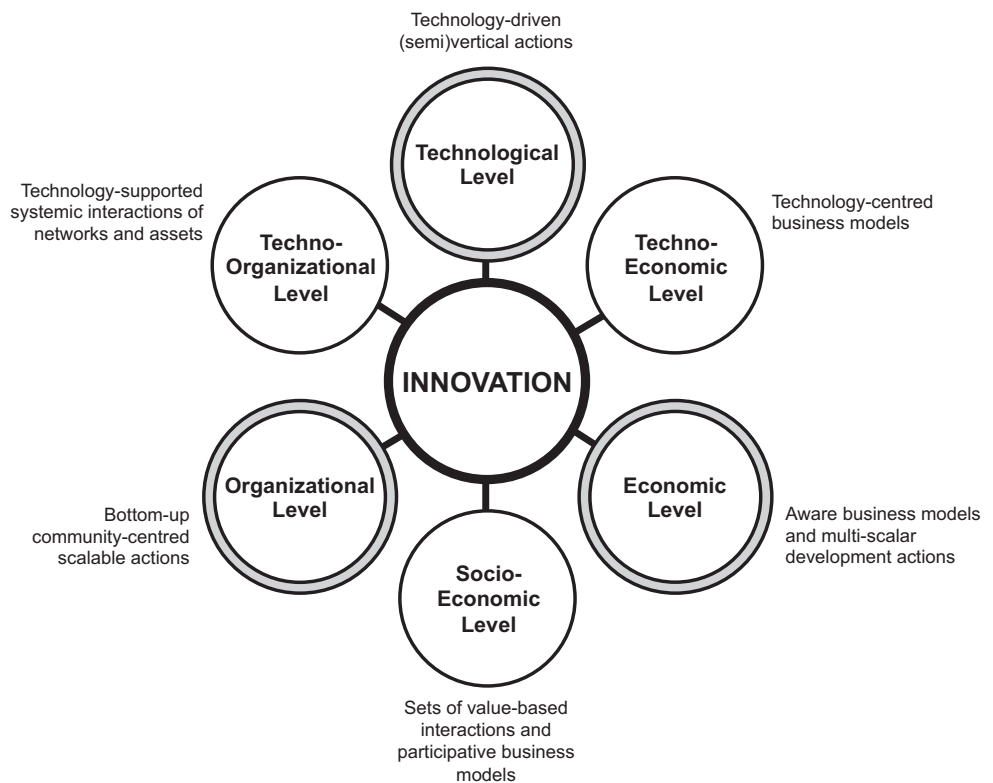 Technology-driven
(semi)vertical actions
Technological
Level
Technology-supported
systemic interactions of
networks and assets
Techno-
Organizational
Level
Techno-
Economic
Level
Technology-centred
business models
INNOVATION
Organizational
Level
Bottom-up
community-centred
scalable actions
Economic
Level
Aware business models
and multi-scalar
development actions
Socio-
Economic
Level
Sets of value-based
interactions and
participative business
models